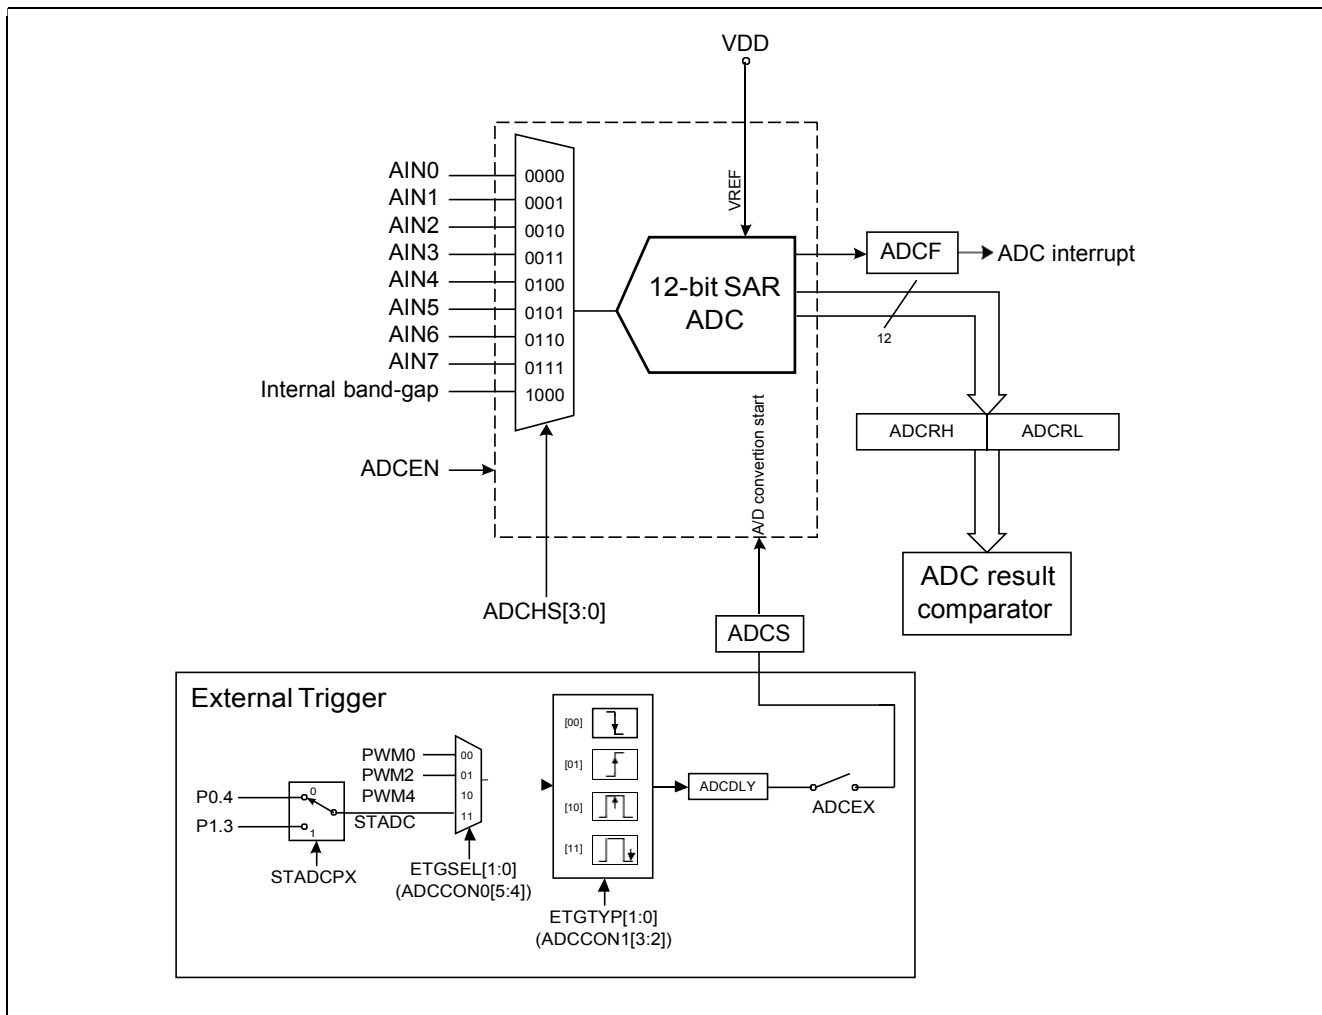 VDD
AIN0
AIN1
AIN2
AIN3
AIN4
AIN5
AIN6
AIN7
Internal band-gap
0000
0001
0010
0011
0100
0101
0110
0111
1000
VREF
12-bit SAR
ADC
ADCF
ADC interrupt
12
ADCRH
ADCRL
ADC result
comparator
ADCEN
ADCHS[3:0]
A/D convertion start
ADCS
External Trigger
P0.4
P1.3
0
1
STADCPX
PWM0
PWM2
PWM4
STADC
00
01
10
11
ETGSEL[1:0]
(ADCCON0[5:4])
[00]
[01]
[10]
[11]
ETGTYP[1:0]
(ADCCON1[3:2])
ADCDLY
ADCEX